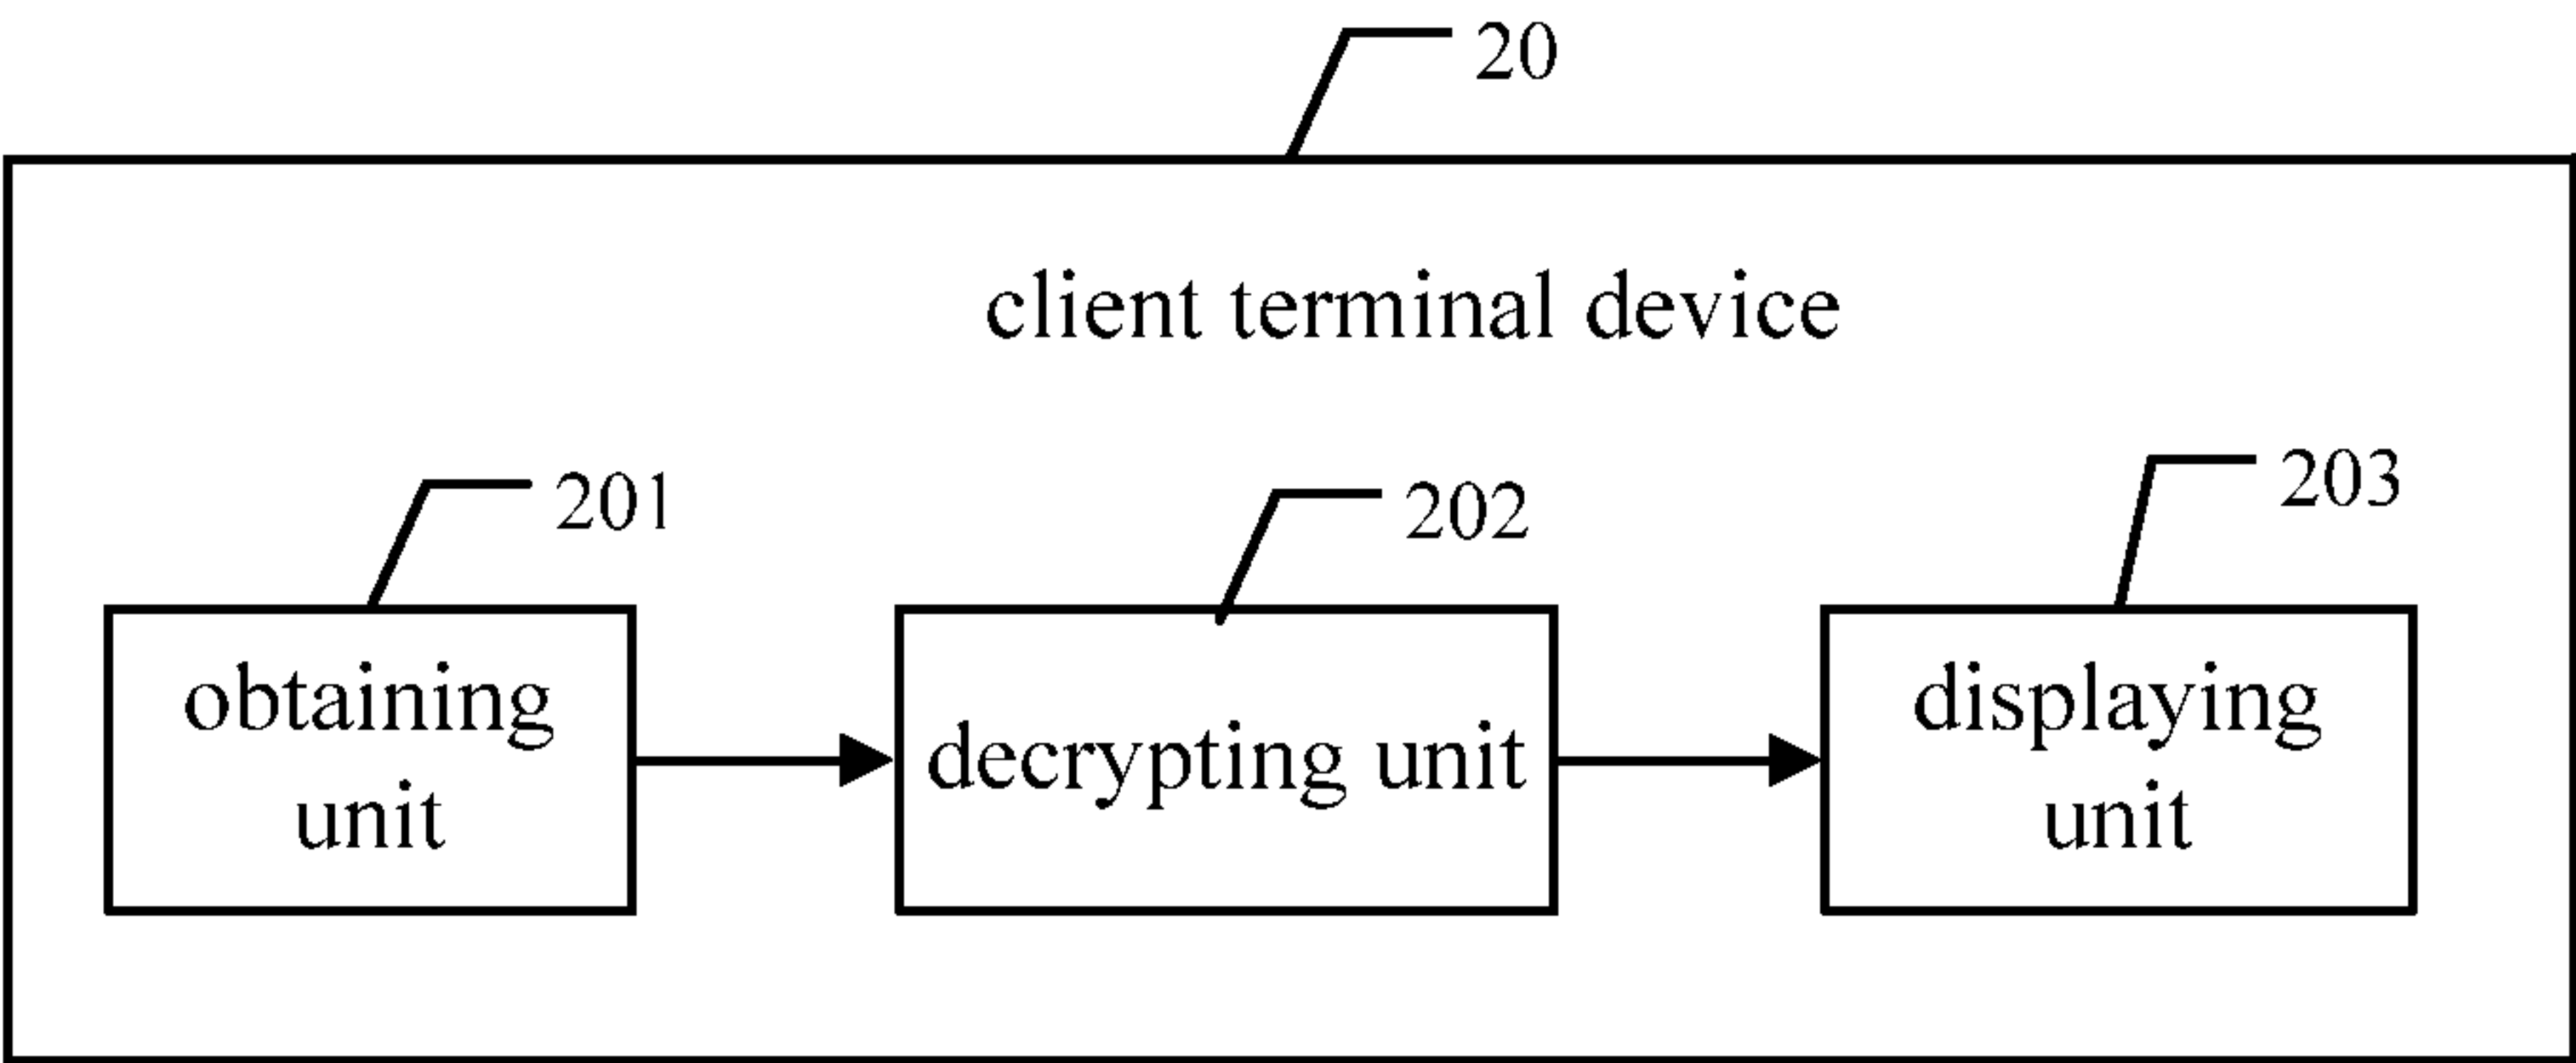 20
client terminal device
201
202
203
obtaining
unit
decrypting unit
displaying
unit